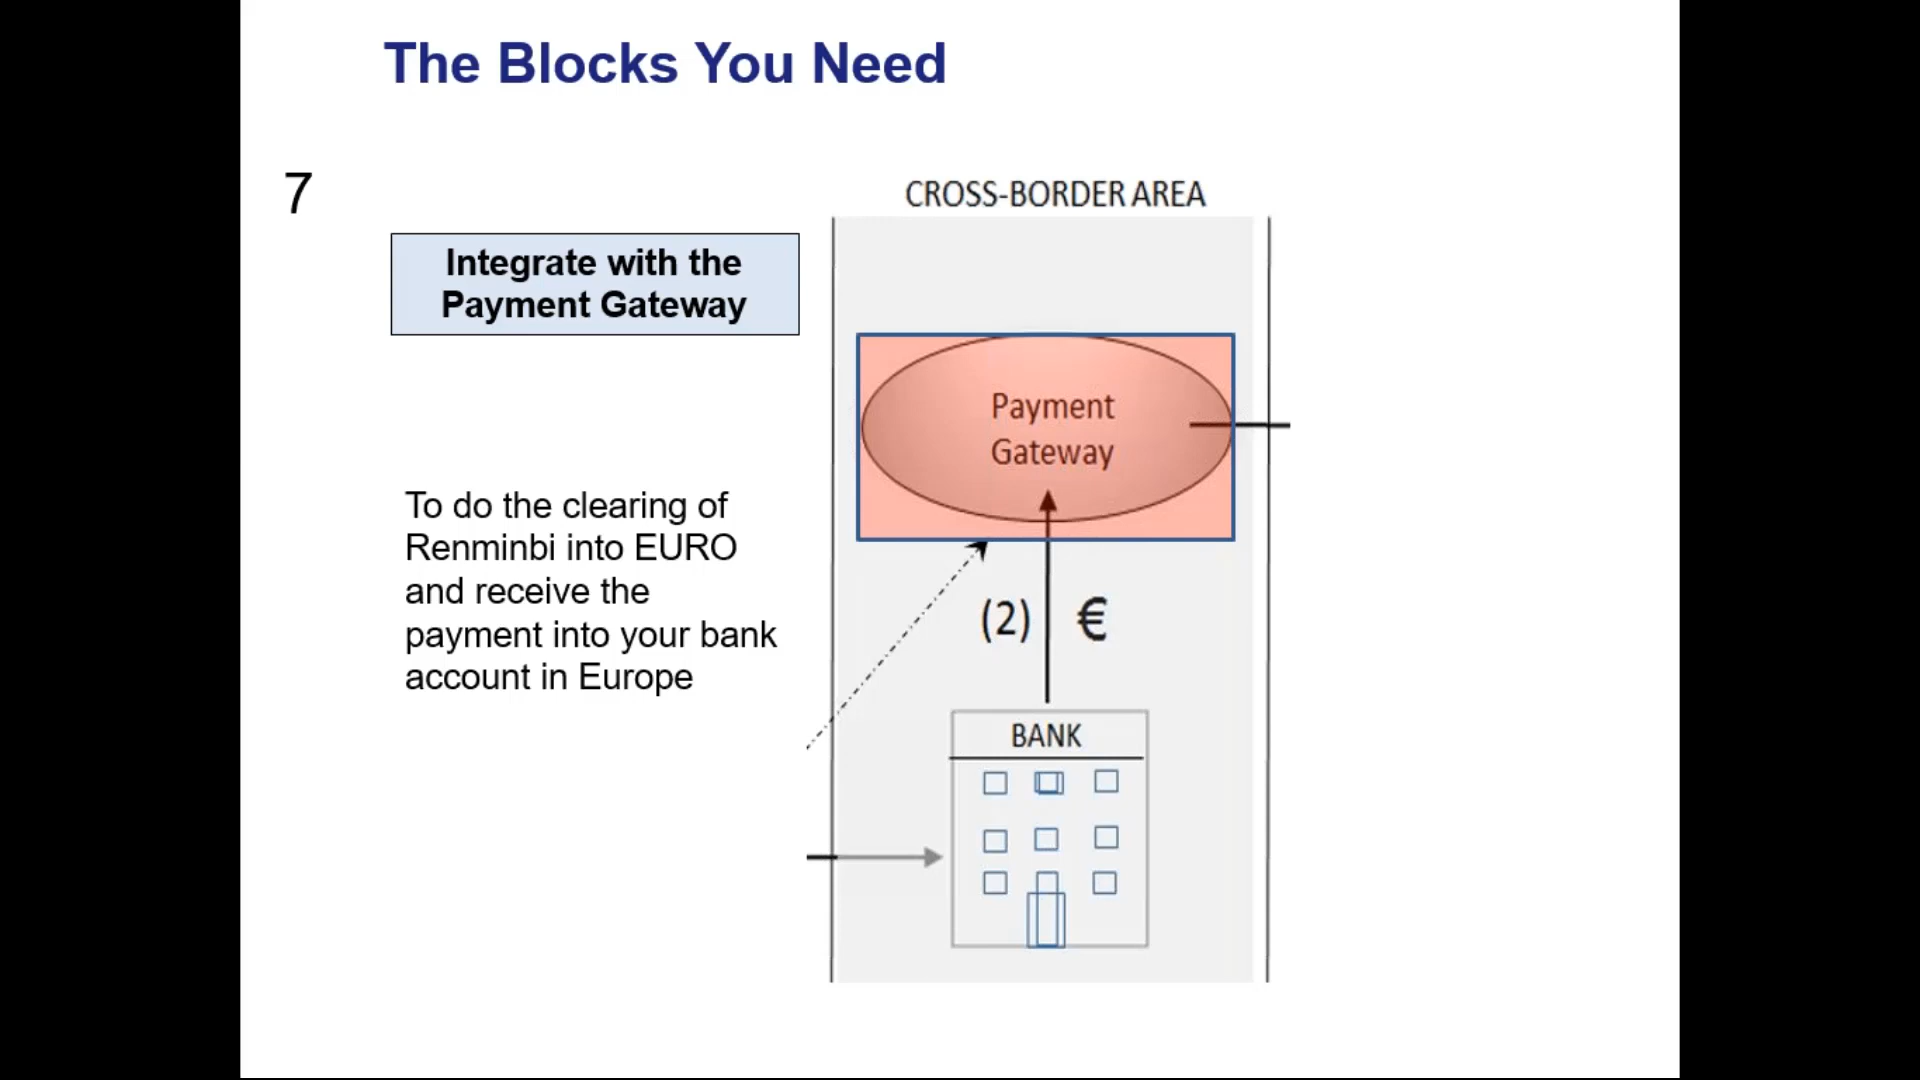 The Blocks You Need
7
Integrate with the
Payment Gateway
To do the clearing of
Renminbi into EURO
and receive the
payment into your bank
account in Europe
CROSS-BORDER AREA
Payment
Gateway
(2) €
BANK